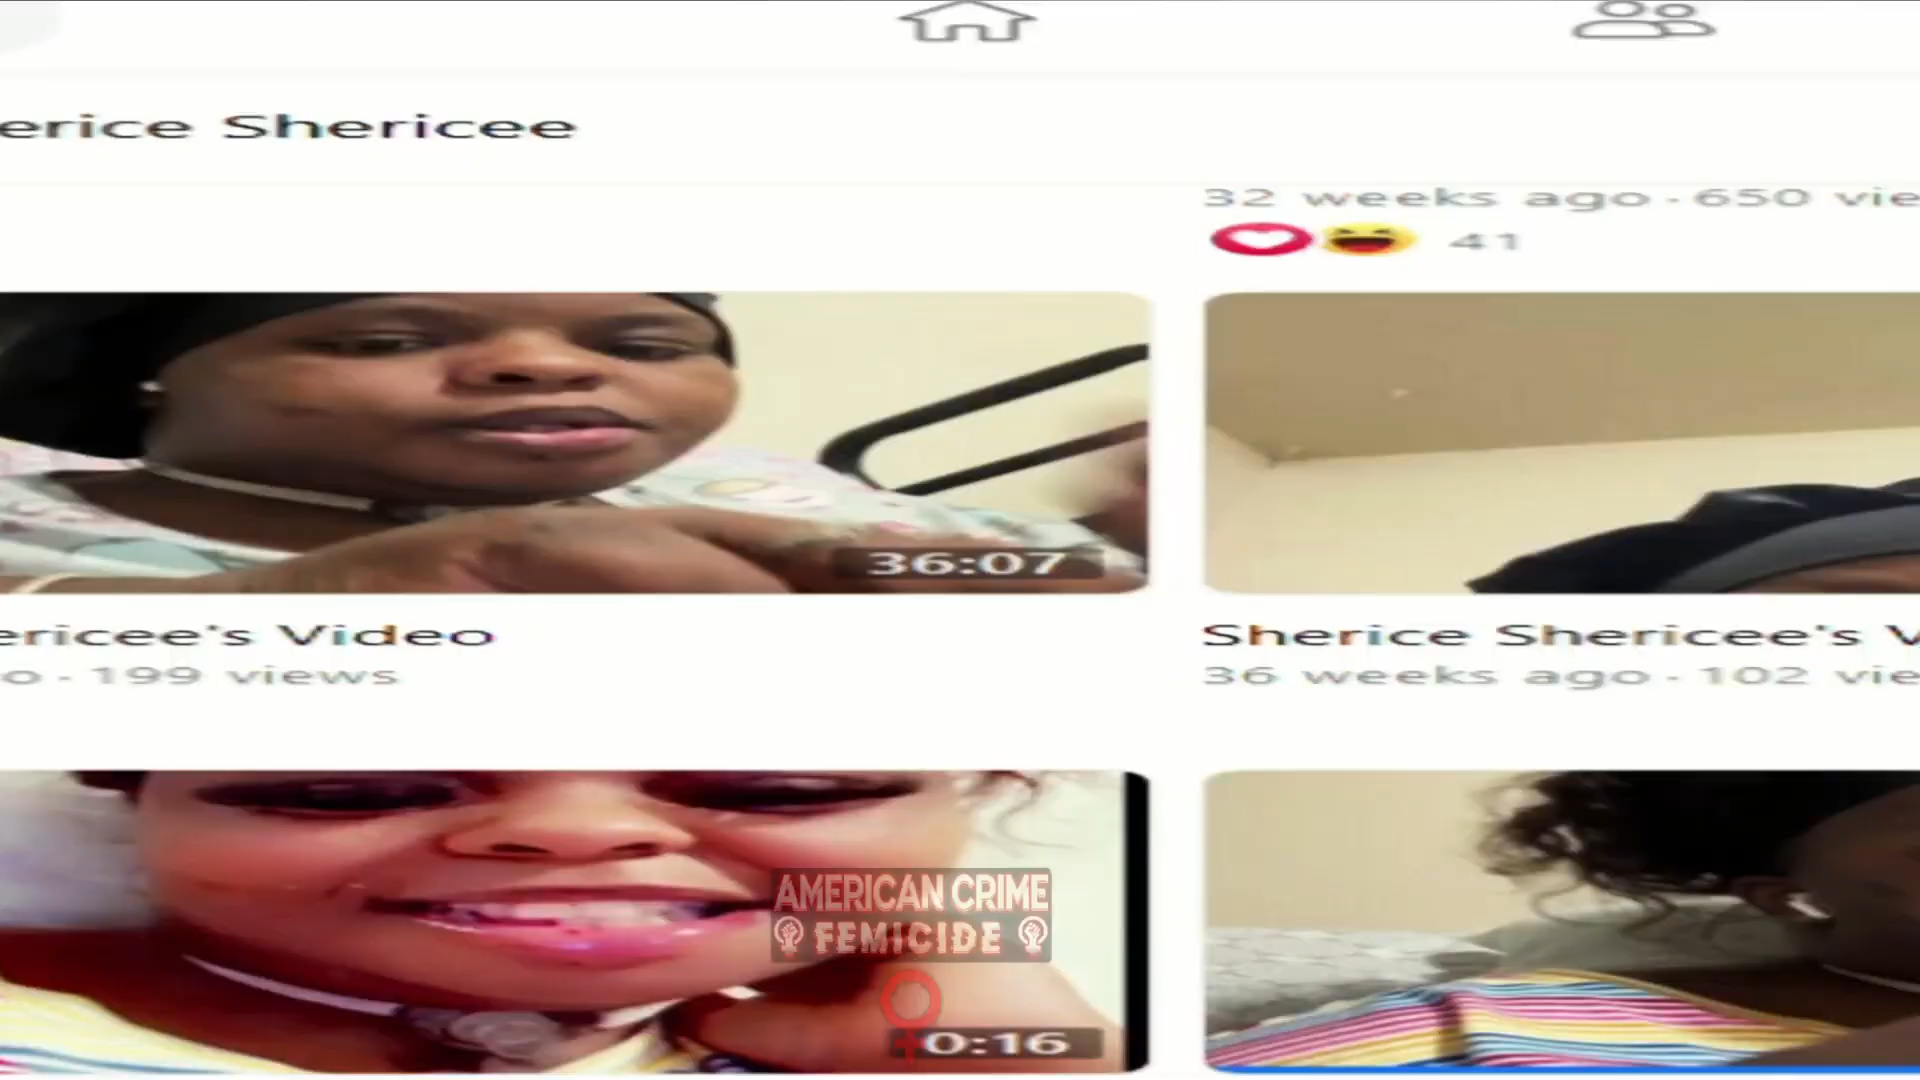 erice Shericee
32 weeks ago · 650 vie
41
36:07
ericee's Video
o · 199 views
Sherice Shericee's V
36 weeks ago · 102 vie
AMERICAN CRIME
FEMICIDE
0:16